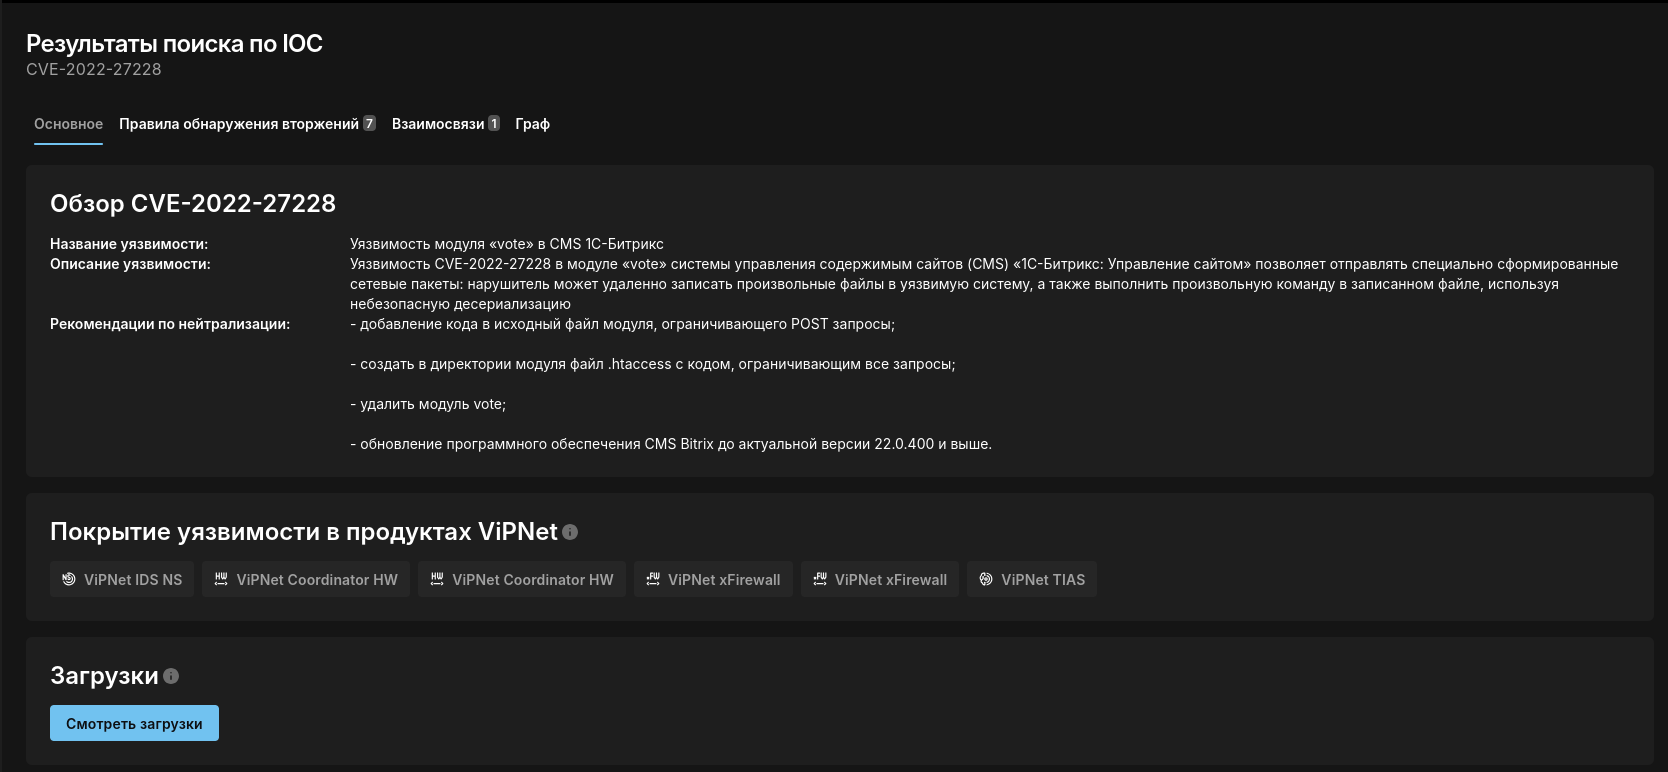 Результаты поиска по IOC
CVE-2022-27228
Основное Правила обнаружения вторжений 7 Взаимосвязи 1 Граф
Обзор CVE-2022-27228
Название уязвимости: Уязвимость модуля «vote» в CMS 1С-Битрикс
Описание уязвимости: Уязвимость CVE-2022-27228 в модуле «vote» системы управления содержимым сайтов (CMS) «1С-Битрикс: Управление сайтом» позволяет отправлять специально сформированные
сетевые пакеты: нарушитель может удаленно записать произвольные файлы в уязвимую систему, а также выполнить произвольную команду в записанном файле, используя
небезопасную десериализацию
Рекомендации по нейтрализации: - добавление кода в исходный файл модуля, ограничивающего POST запросы;
- создать в директории модуля файл .htaccess с кодом, ограничивающим все запросы;
- удалить модуль vote;
- обновление программного обеспечения CMS Bitrix до актуальной версии 22.0.400 и выше.
Покрытие уязвимости в продуктах ViPNet
ViPNet IDS NS ViPNet Coordinator HW ViPNet Coordinator HW ViPNet xFirewall ViPNet xFirewall ViPNet TIAS
Загрузки
Смотреть загрузки